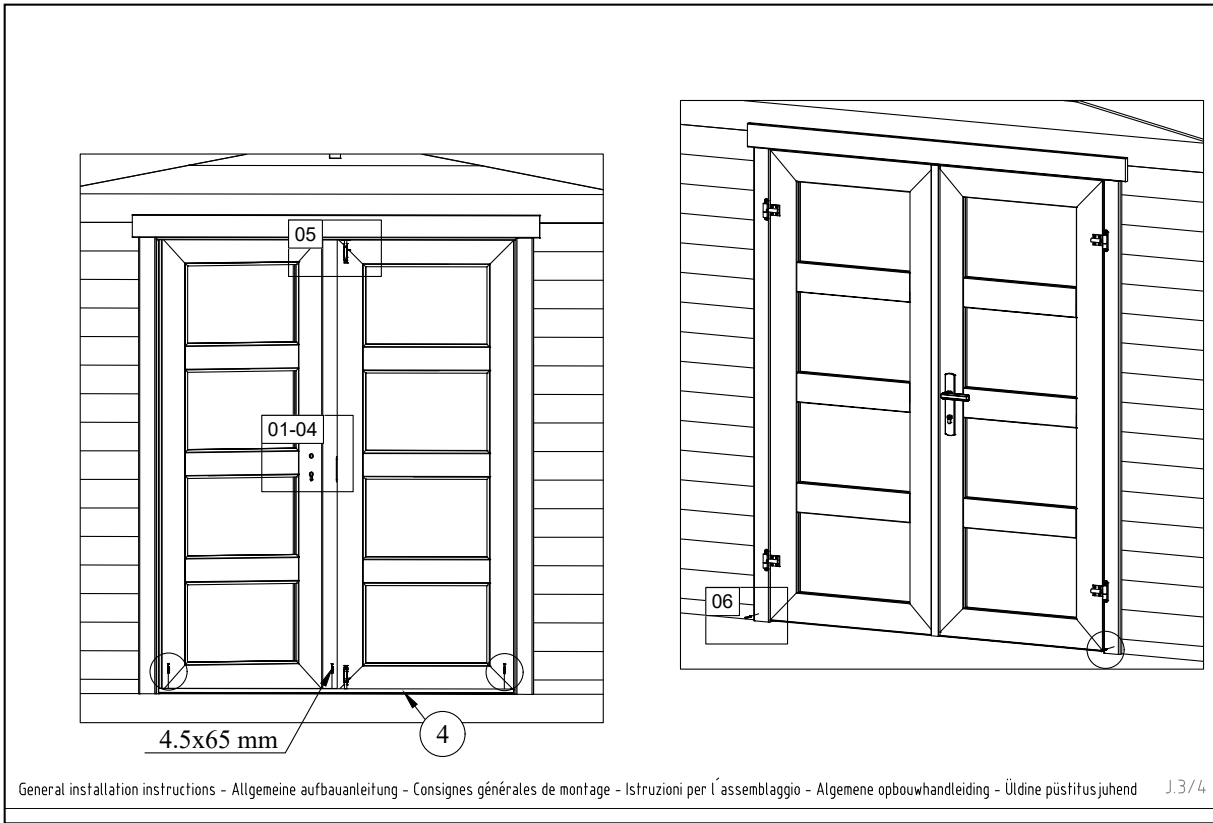 05
01-04
06
4.5x65 mm
4
General installation instructions - Allgemeine aufbauanleitung - Consignes générales de montage - Istruzioni per l´assemblaggio - Algemene opbouwhandleiding - Üldine püstitusjuhend
J.3/4